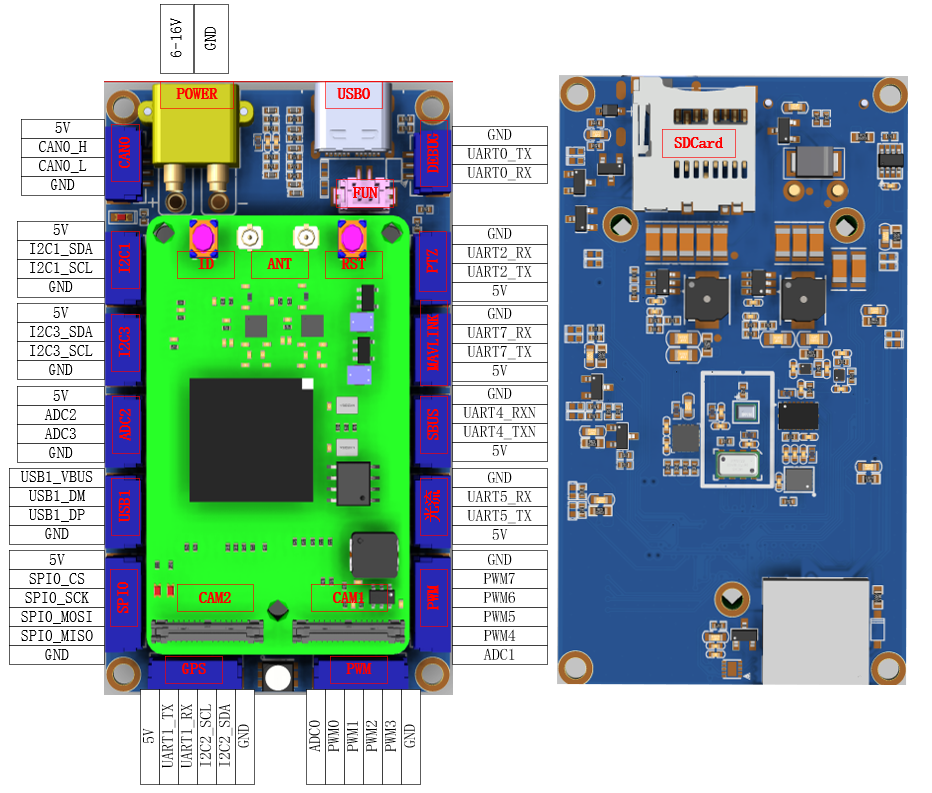 6-16V
GND
POWER
USB0
5V
CAN0_H
CAN0_L
GND
CAN0
DEBUG
GND
UART0_TX
UART0_RX
FUN
SDCard
5V
I2C1_SDA
I2C1_SCL
GND
I2C1
ID
ANT
RST
PTZ
GND
UART2_RX
UART2_TX
5V
5V
I2C3_SDA
I2C3_SCL
GND
I2C3
MAVLINK
GND
UART7_RX
UART7_TX
5V
5V
ADC2
ADC3
GND
ADC2
SBUS
GND
UART4_RXN
UART4_TXN
5V
USB1_VBUS
USB1_DM
USB1_DP
GND
USB1
光流
GND
UART5_RX
UART5_TX
5V
5V
SPI0_CS
SPI0_SCK
SPI0_MOSI
SPI0_MISO
GND
SPI0
CAM2
CAM1
PWM
GND
PWM7
PWM6
PWM5
PWM4
ADC1
GPS
PWM
5V
UART1_TX
UART1_RX
I2C2_SCL
I2C2_SDA
GND
ADC0
PWM0
PWM1
PWM2
PWM3
GND